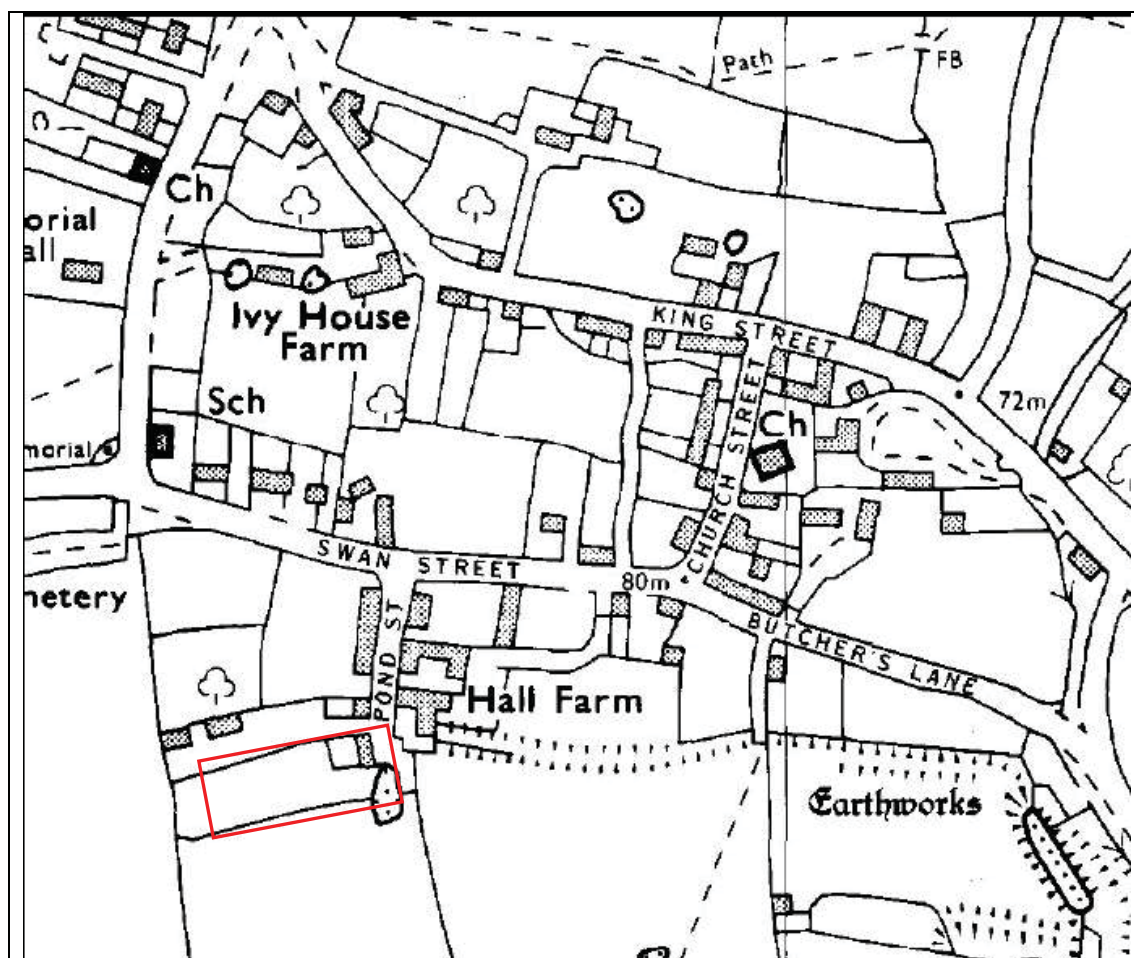 Path
FB
Ch
orial
all
Ivy House
Farm
KING STREET
72m
Sch
CHURCH STREET
Ch
morial
SWAN STREET
80m
netery
POND ST
BUTCHER'S LANE
Hall Farm
Earthworks